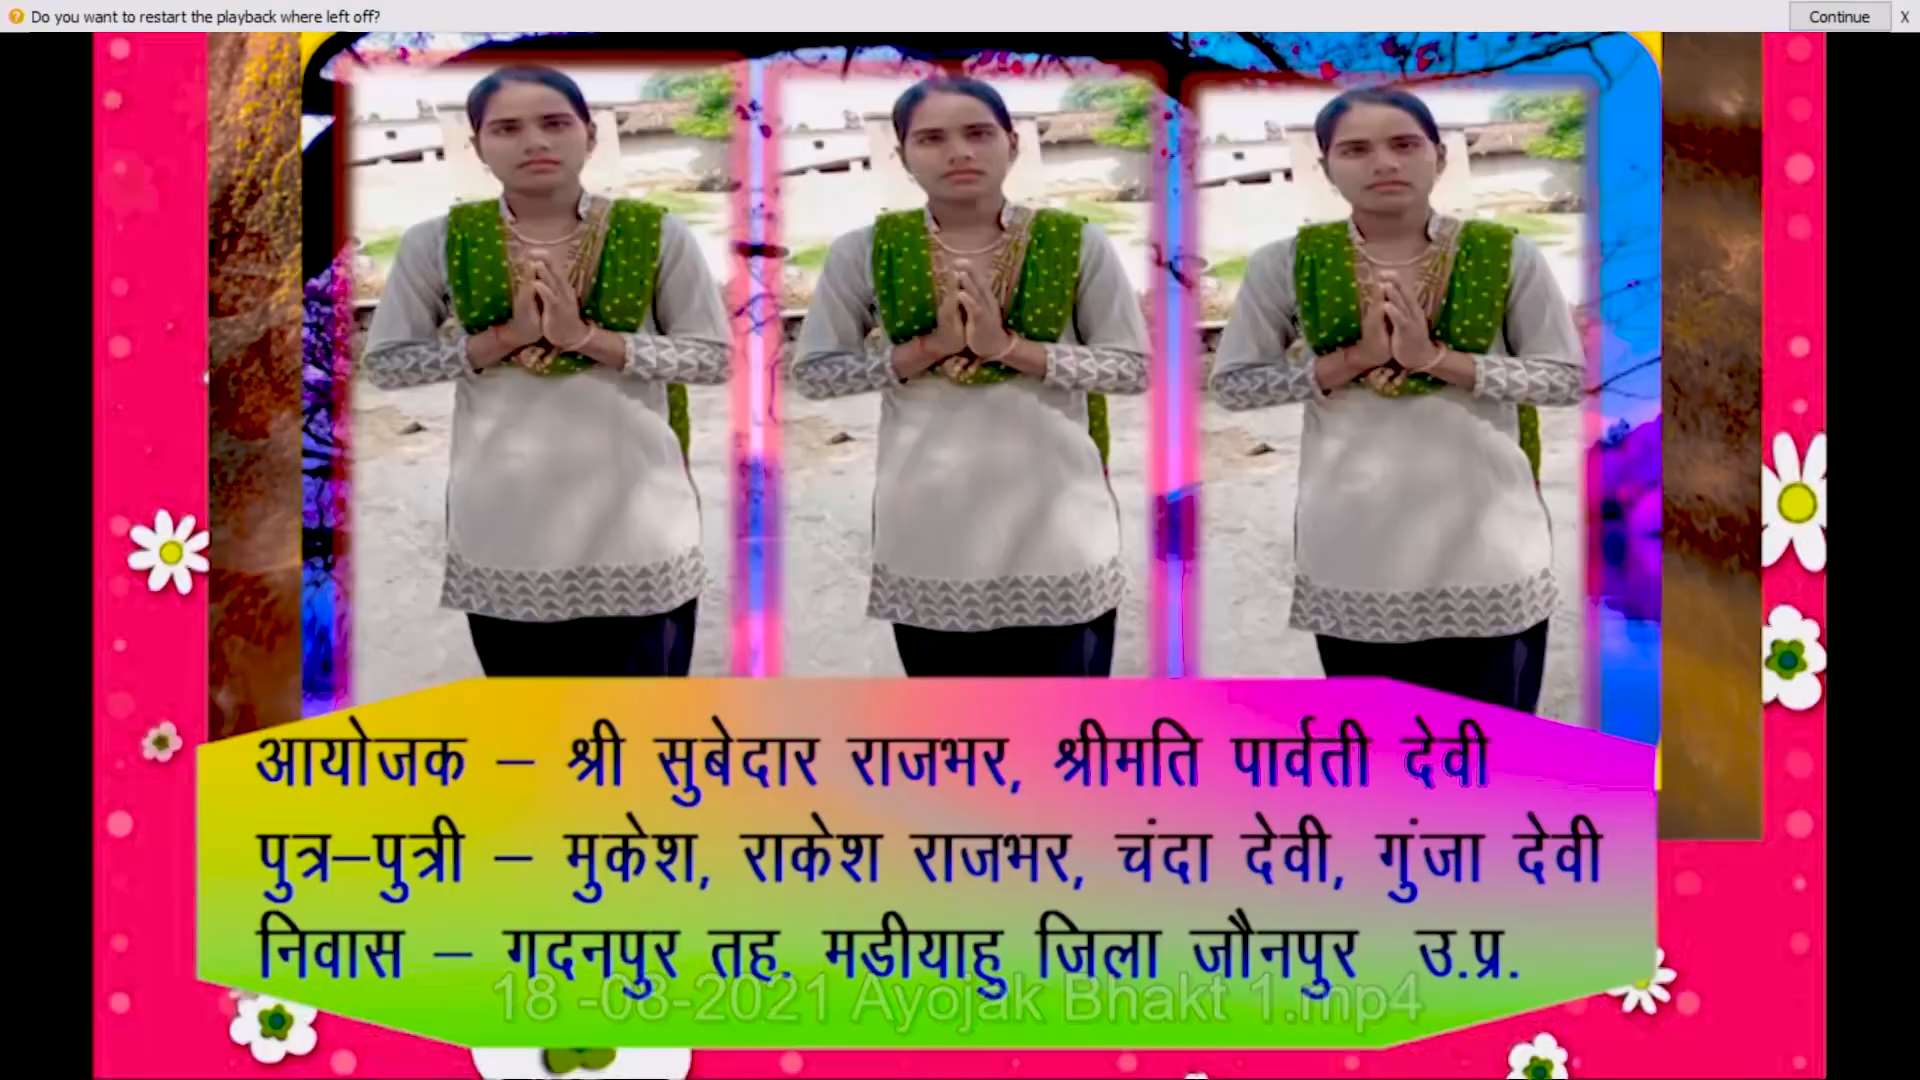 Do you want to restart the playback where left off?
Continue
X
आयोजक – श्री सुबेदार राजभर, श्रीमति पार्वती देवी
पुत्र–पुत्री – मुकेश, राकेश राजभर, चंदा देवी, गुंजा देवी
निवास – गदनपुर तह. मडीयाहु जिला जौनपुर उ.प्र.
18 -08-2021 Ayojak Bhakt 1.mp4